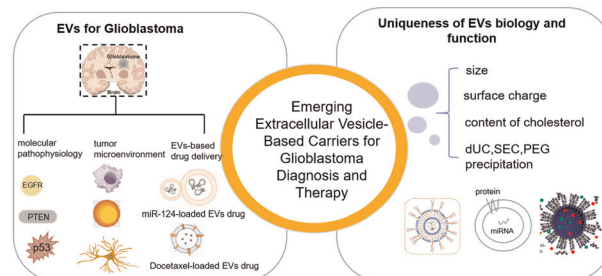 EVs for Glioblastoma
Glioblastoma
Brain
molecular
pathophysiology
tumor
microenvironment
EVs-based
drug delivery
EGFR
PTEN
p53
miR-124-loaded EVs drug
Docetaxel-loaded EVs drug
Emerging
Extracellular Vesicle-
Based Carriers for
Glioblastoma
Diagnosis and
Therapy
Uniqueness of EVs biology and
function
size
surface charge
content of cholesterol
dUC,SEC,PEG
precipitation
protein
miRNA